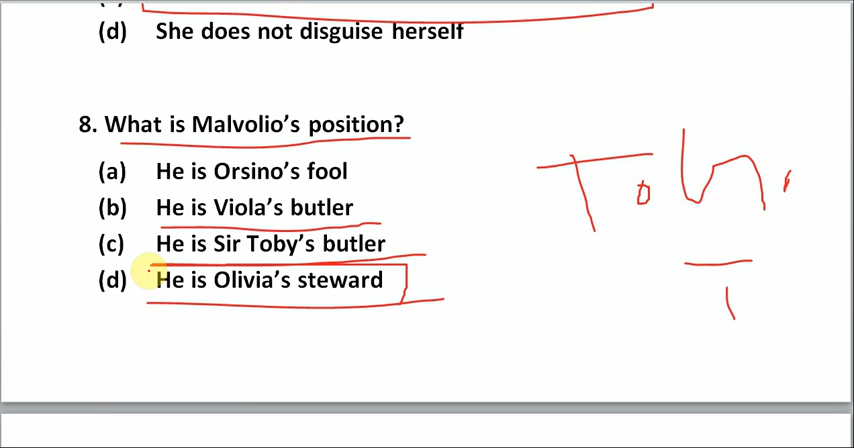 (d) She does not disguise herself
8. What is Malvolio's position?
(a) He is Orsino's fool
(b) He is Viola's butler
(c) He is Sir Toby's butler
(d) He is Olivia's steward